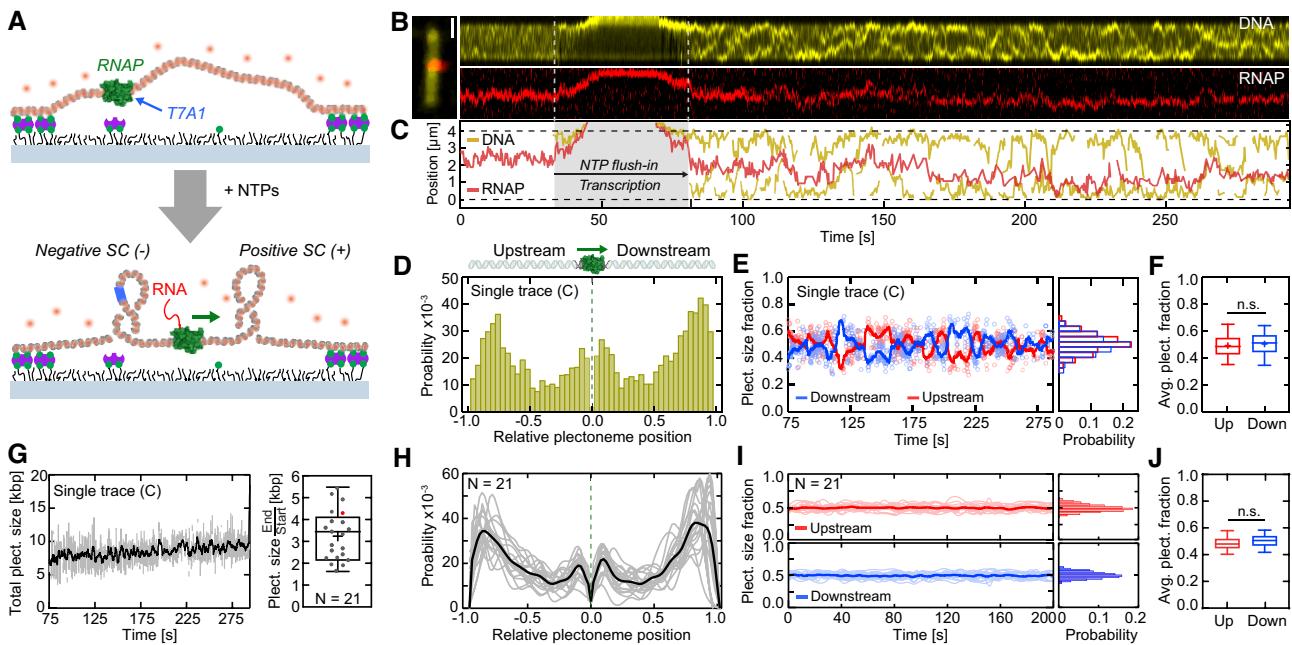 A
RNAP
T7A1
+ NTPs
Negative SC (-)
Positive SC (+)
RNA
B
DNA
RNAP
C
Position [µm]
4
3
2
1
0
DNA
RNAP
NTP flush-in
Transcription
0
50
100
150
200
250
Time [s]
D
Upstream
Downstream
Single trace (C)
Proability x10-3
50
40
30
20
10
0
-1.0
-0.5
0.0
0.5
1.0
Relative plectoneme position
E
Single trace (C)
Plect. size fraction
1.0
0.8
0.6
0.4
0.2
0.0
Downstream
Upstream
75
125
175
225
275
Time [s]
0
0.1
0.2
Probability
F
Avg. plect. fraction
1.0
0.8
0.6
0.4
0.2
0.0
n.s.
Up
Down
G
Single trace (C)
Total plect. size [kbp]
20
15
10
5
0
75
125
175
225
275
Time [s]
Plect. size End/Start [kbp]
6
5
4
3
2
1
0
N = 21
H
N = 21
Proability x10-3
60
50
40
30
20
10
0
-1.0
-0.5
0.0
0.5
1.0
Relative plectoneme position
I
N = 21
Plect. size fraction
1.0
0.5
0.0
Upstream
1.0
0.5
0.0
Downstream
0
40
80
120
160
200
Time [s]
0
0.1
0.2
Probability
J
Avg. plect. fraction
1.0
0.8
0.6
0.4
0.2
0.0
n.s.
Up
Down